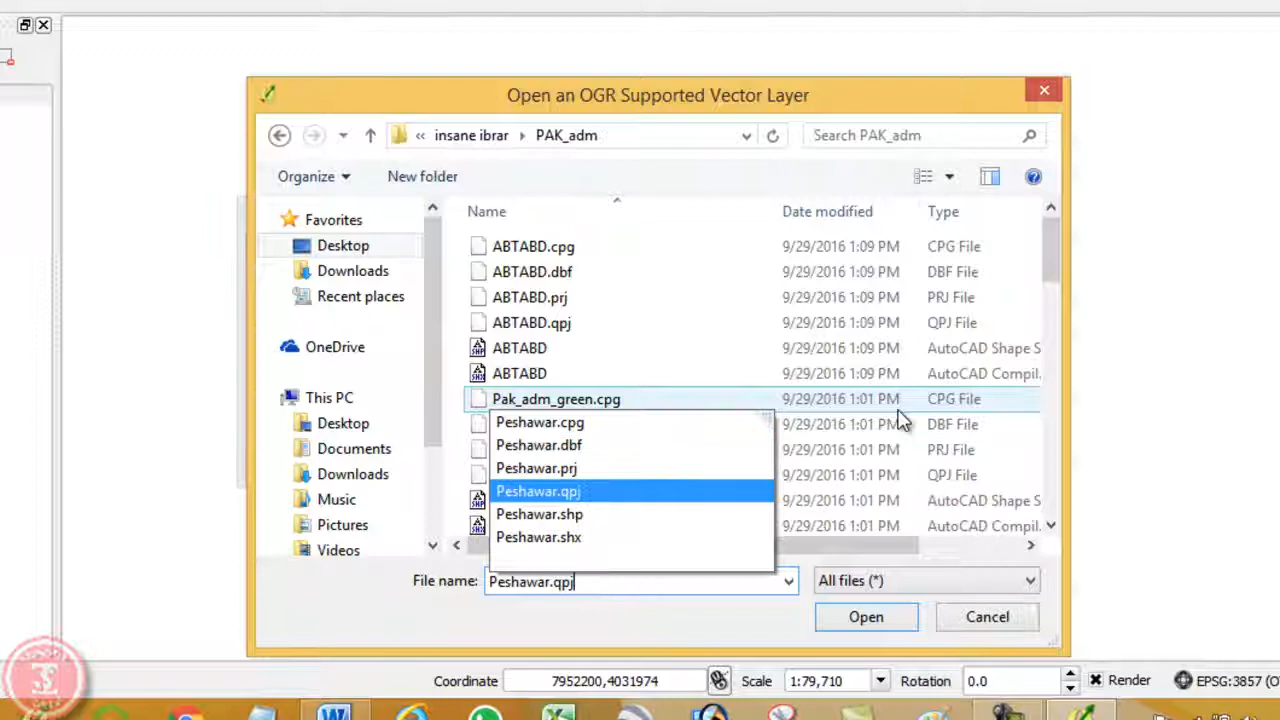 Open an OGR Supported Vector Layer
« insane ibrar PAK_adm
Search PAK_adm
Organize
New folder
Name Date modified Type
Favorites
Desktop
Downloads
Recent places
OneDrive
This PC
Desktop
Documents
Downloads
Music
Pictures
Videos
ABTABD.cpg 9/29/2016 1:09 PM CPG File
ABTABD.dbf 9/29/2016 1:09 PM DBF File
ABTABD.prj 9/29/2016 1:09 PM PRJ File
ABTABD.qpj 9/29/2016 1:09 PM QPJ File
ABTABD 9/29/2016 1:09 PM AutoCAD Shape S
ABTABD 9/29/2016 1:09 PM AutoCAD Compil.
Pak_adm_green.cpg 9/29/2016 1:01 PM CPG File
9/29/2016 1:01 PM DBF File
9/29/2016 1:01 PM PRJ File
9/29/2016 1:01 PM QPJ File
9/29/2016 1:01 PM AutoCAD Shape S
9/29/2016 1:01 PM AutoCAD Compil.
Peshawar.cpg
Peshawar.dbf
Peshawar.prj
Peshawar.qpj
Peshawar.shp
Peshawar.shx
File name: Peshawar.qpj
All files (*)
Open
Cancel
Coordinate 7952200,4031974 Scale 1:79,710 Rotation 0.0 Render EPSG:3857 (O